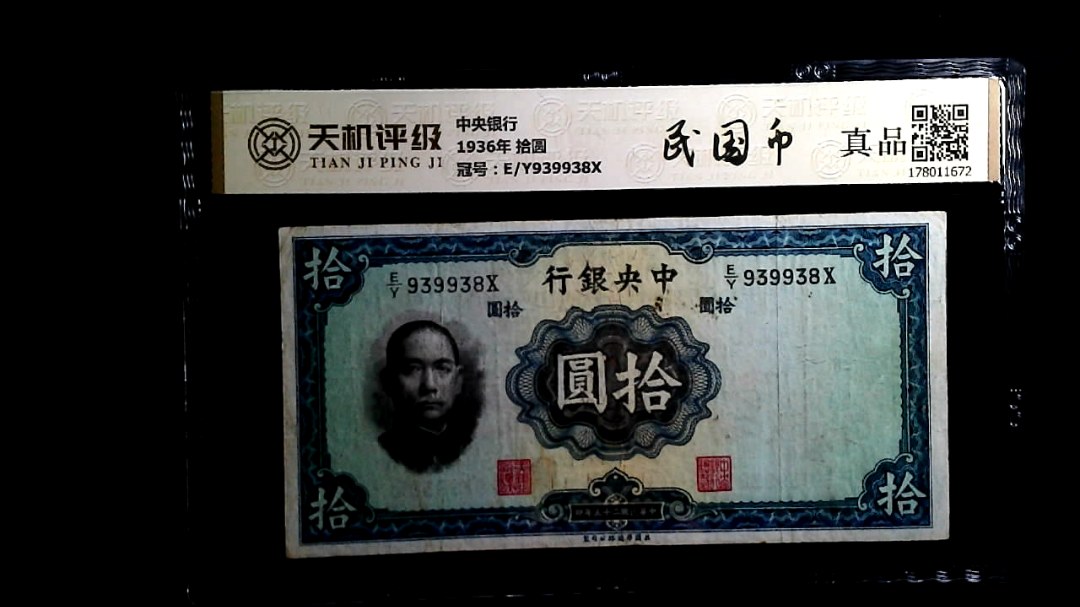 天机评级
TIAN JI PING JI
中央银行
1936年 拾圆
冠号：E/Y939938X
民国币
真品
178011672
拾
拾
E/Y 939938X
行銀央中
E/Y 939938X
圓拾
圓拾
圓拾
拾
拾